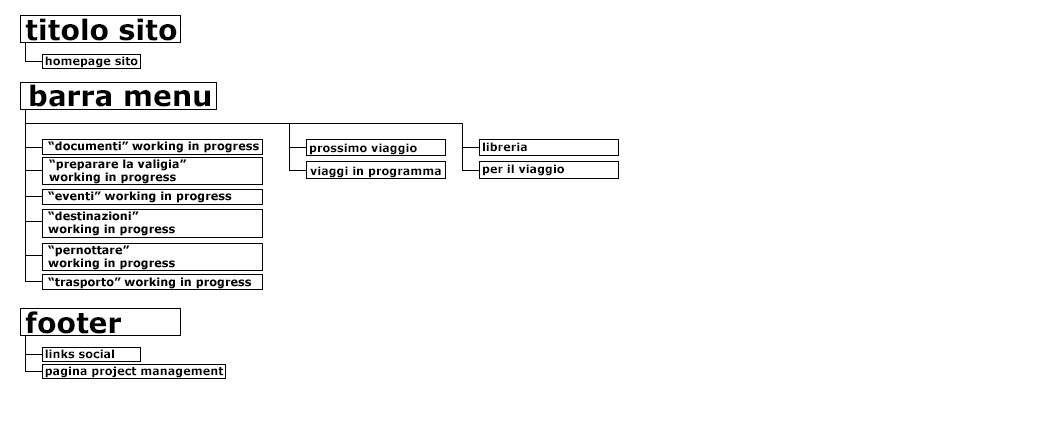 titolo sito
homepage sito
barra menu
“documenti” working in progress
“preparare la valigia”
working in progress
“eventi” working in progress
“destinazioni”
working in progress
“pernottare”
working in progress
“trasporto” working in progress
prossimo viaggio
viaggi in programma
libreria
per il viaggio
footer
links social
pagina project management